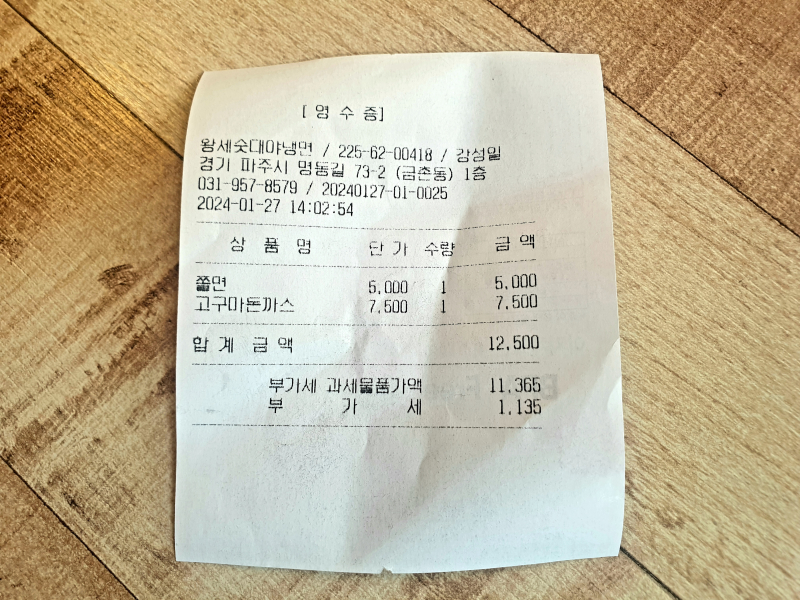 [ 영 수 증]
왕세숫대야냉면 / 225-62-00418 / 강성일
경기 파주시 명동길 73-2 (금촌동) 1층
031-957-8579 / 20240127-01-0025
2024-01-27 14:02:54
상 품 명 단 가 수량 금 액
쫄면 5,000 1 5,000
고구마돈까스 7,500 1 7,500
합 계 금 액 12,500
부가세 과세물품가액 11,365
부 가 세 1,135